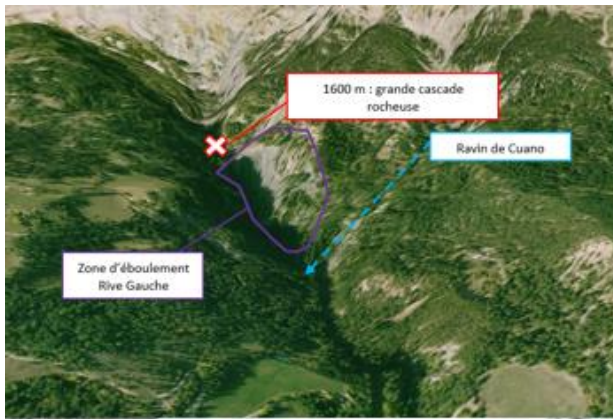 1600 m : grande cascade
rocheuse
Ravin de Cuano
Zone d'éboulement
Rive Gauche